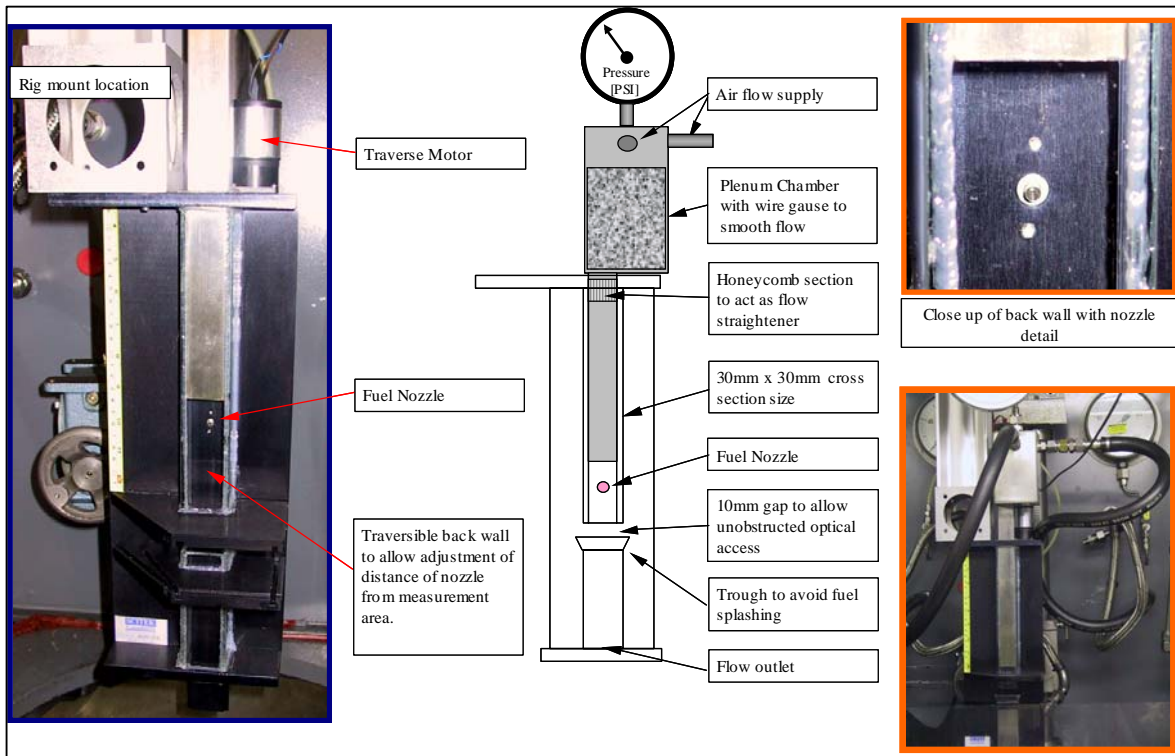 Rig mount location
Traverse Motor
Fuel Nozzle
Traversible back wall
to allow adjustment of
distance of nozzle
from measurement
area.
Pressure
[PSI]
Air flow supply
Plenum Chamber
with wire gause to
smooth flow
Honeycomb section
to act as flow
straightener
30mm x 30mm cross
section size
Fuel Nozzle
10mm gap to allow
unobstructed optical
access
Trough to avoid fuel
splashing
Flow outlet
Close up of back wall with nozzle
detail